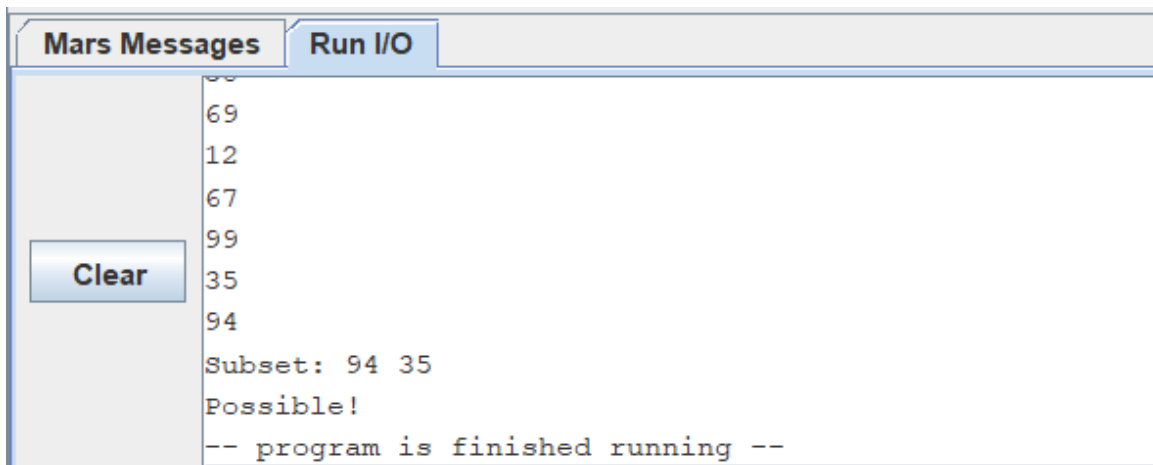 Mars Messages Run I/O
69
12
67
99
Clear
35
94
Subset: 94 35
Possible!
-- program is finished running --